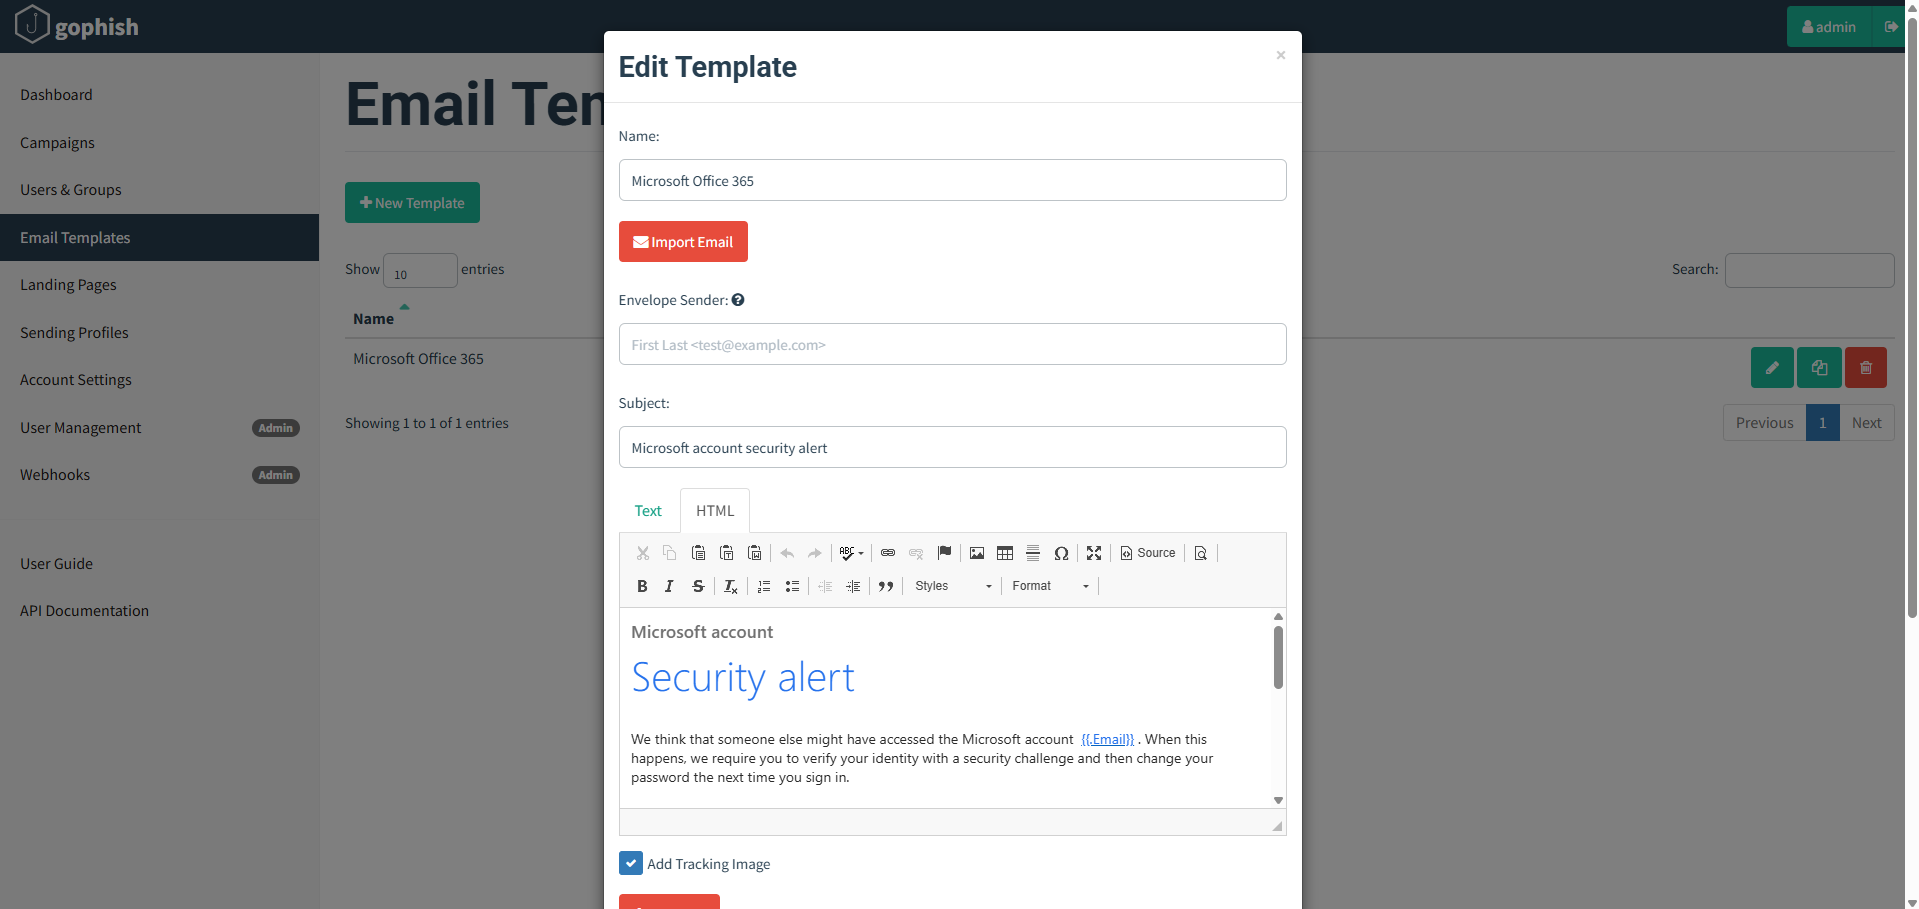 gophish
admin
Dashboard
Campaigns
Users & Groups
Email Templates
Landing Pages
Sending Profiles
Account Settings
User Management Admin
Webhooks Admin
User Guide
API Documentation
Email Ten
New Template
Show 10 entries
Search:
Name
Microsoft Office 365
Showing 1 to 1 of 1 entries
Previous 1 Next
Edit Template
×
Name:
Microsoft Office 365
Import Email
Envelope Sender:
First Last <test@example.com>
Subject:
Microsoft account security alert
Text HTML
ABC Source
B I S Tx Styles Format
Microsoft account
Security alert
We think that someone else might have accessed the Microsoft account {{.Email}} . When this
happens, we require you to verify your identity with a security challenge and then change your
password the next time you sign in.
Add Tracking Image